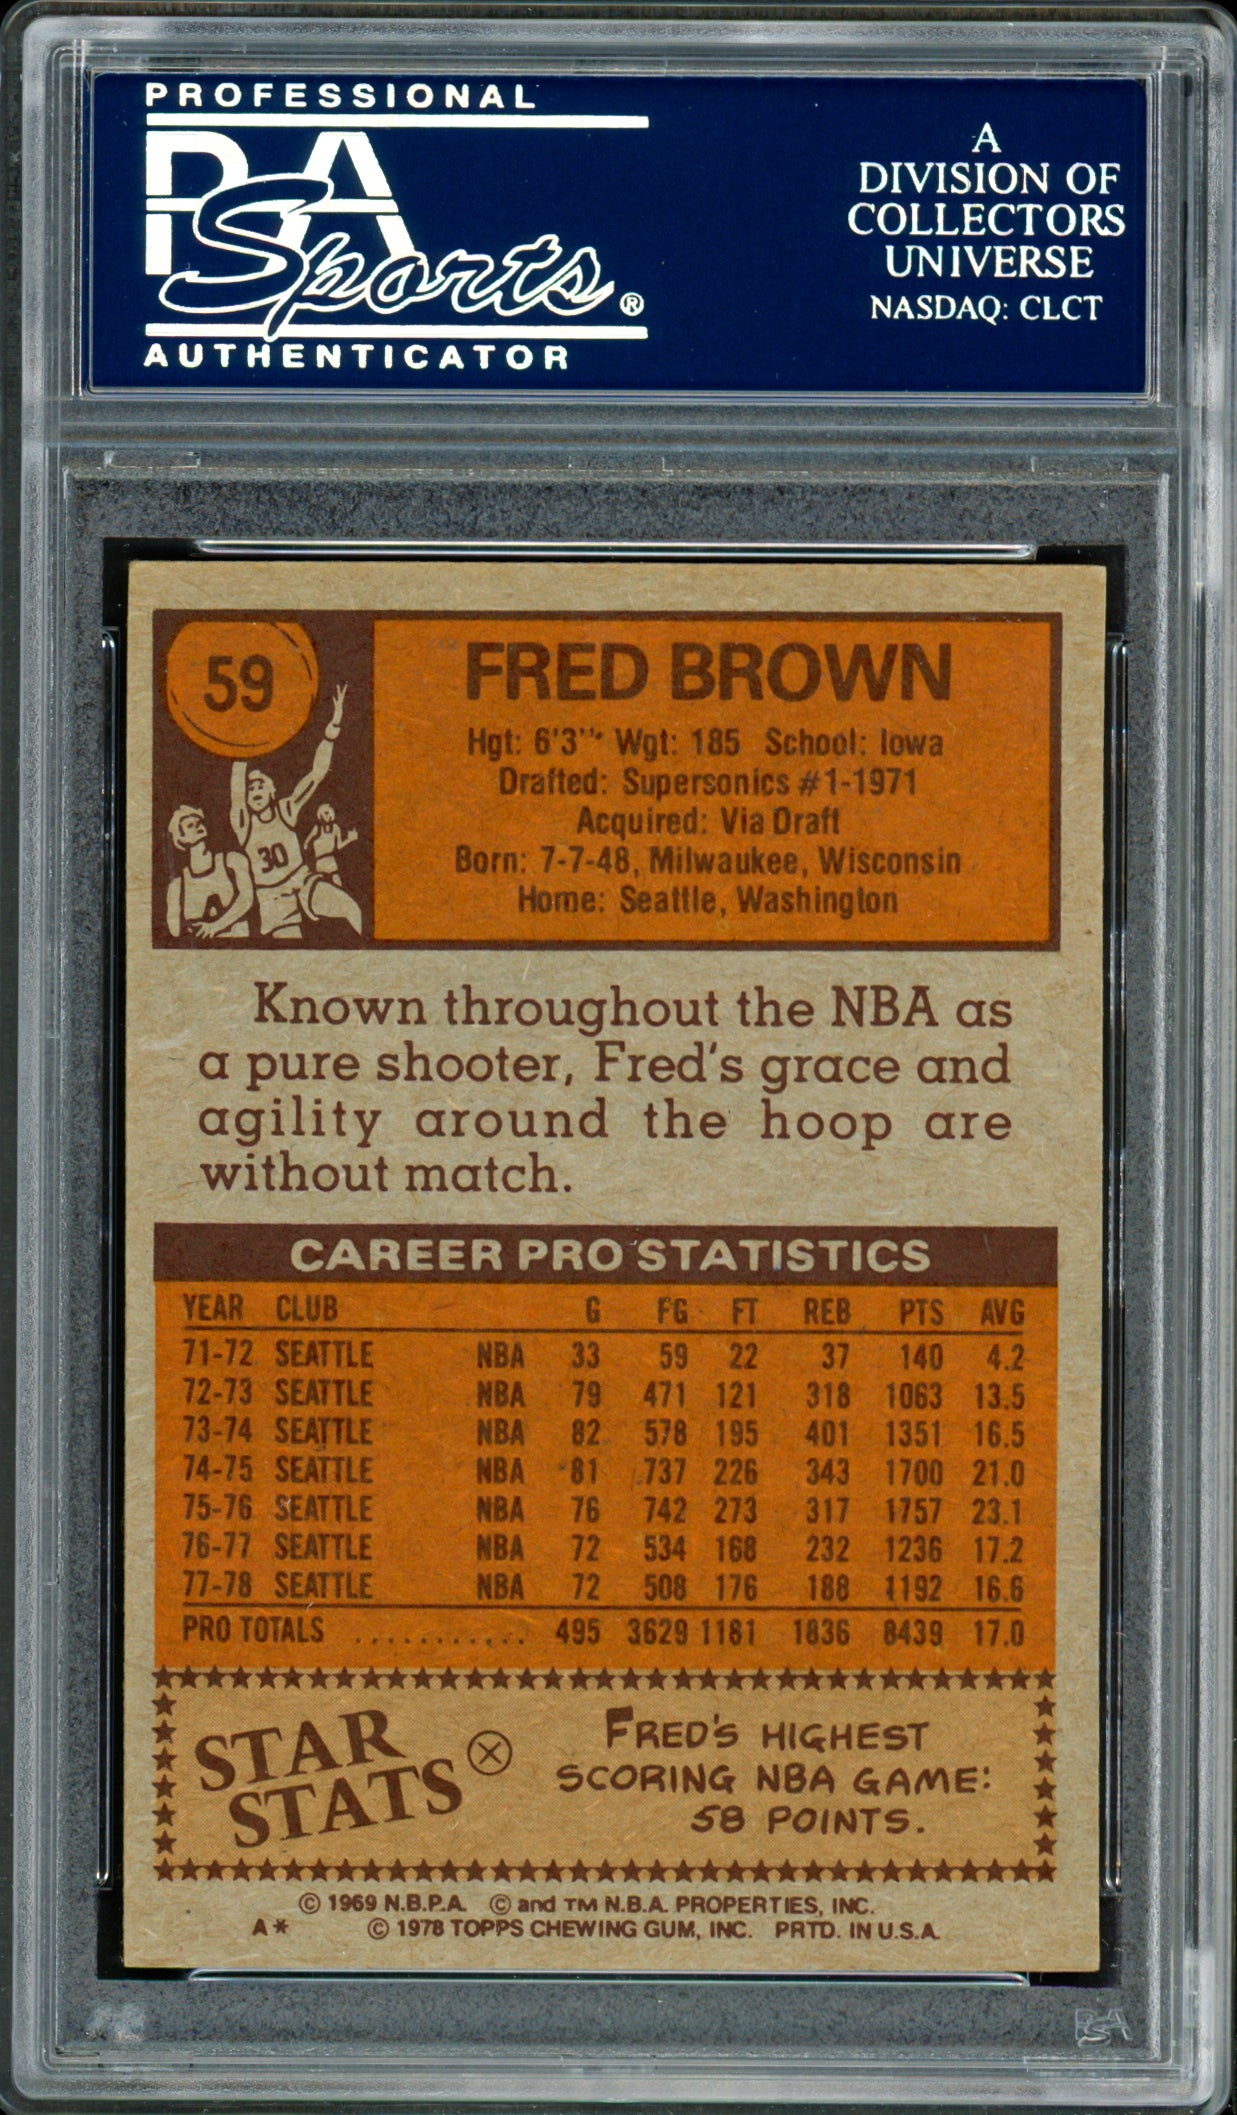 PROFESSIONAL
PSA
Sports®
AUTHENTICATOR
A
DIVISION OF
COLLECTORS
UNIVERSE
NASDAQ: CLCT
59
30
FRED BROWN
Hgt: 6'3" Wgt: 185 School: Iowa
Drafted: Supersonics #1-1971
Acquired: Via Draft
Born: 7-7-48, Milwaukee, Wisconsin
Home: Seattle, Washington
Known throughout the NBA as
a pure shooter, Fred's grace and
agility around the hoop are
without match.
CAREER PRO STATISTICS
YEAR CLUB G FG FT REB PTS AVG
71-72 SEATTLE NBA 33 59 22 37 140 4.2
72-73 SEATTLE NBA 79 471 121 318 1063 13.5
73-74 SEATTLE NBA 82 578 195 401 1351 16.5
74-75 SEATTLE NBA 81 737 226 343 1700 21.0
75-76 SEATTLE NBA 76 742 273 317 1757 23.1
76-77 SEATTLE NBA 72 534 168 232 1236 17.2
77-78 SEATTLE NBA 72 508 176 188 1192 16.6
PRO TOTALS ........... 495 3629 1181 1836 8439 17.0
STAR
STATS
FRED'S HIGHEST
SCORING NBA GAME:
58 POINTS.
© 1969 N.B.P.A. © and TM N.B.A. PROPERTIES, INC.
A* © 1978 TOPPS CHEWING GUM, INC. PRTD. IN U.S.A.
PSA